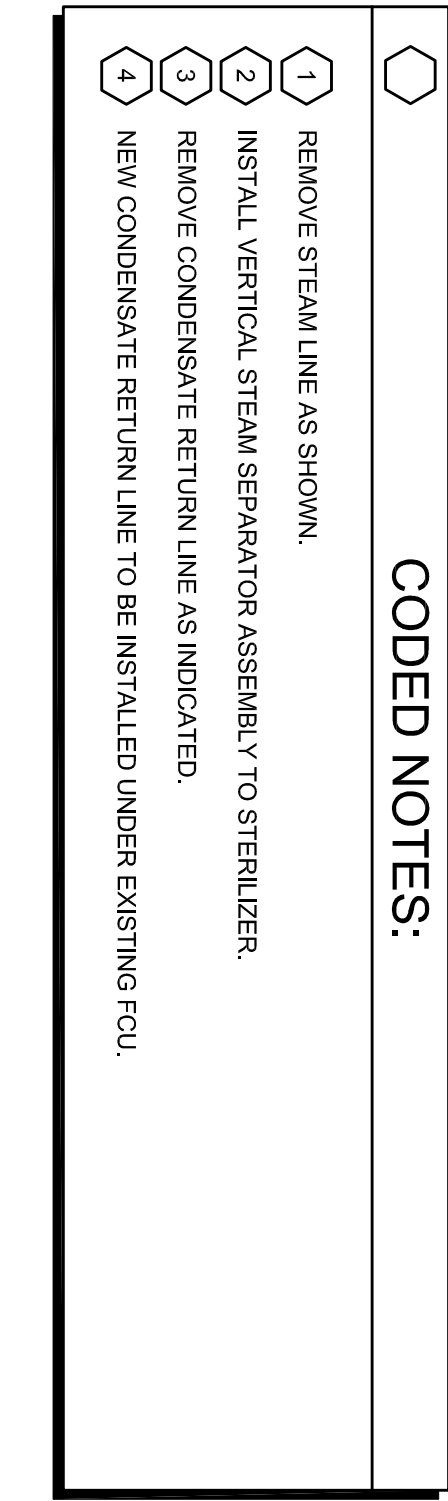 CODED NOTES:
1 REMOVE STEAM LINE AS SHOWN.
2 INSTALL VERTICAL STEAM SEPARATOR ASSEMBLY TO STERILIZER.
3 REMOVE CONDENSATE RETURN LINE AS INDICATED.
4 NEW CONDENSATE RETURN LINE TO BE INSTALLED UNDER EXISTING FCU.